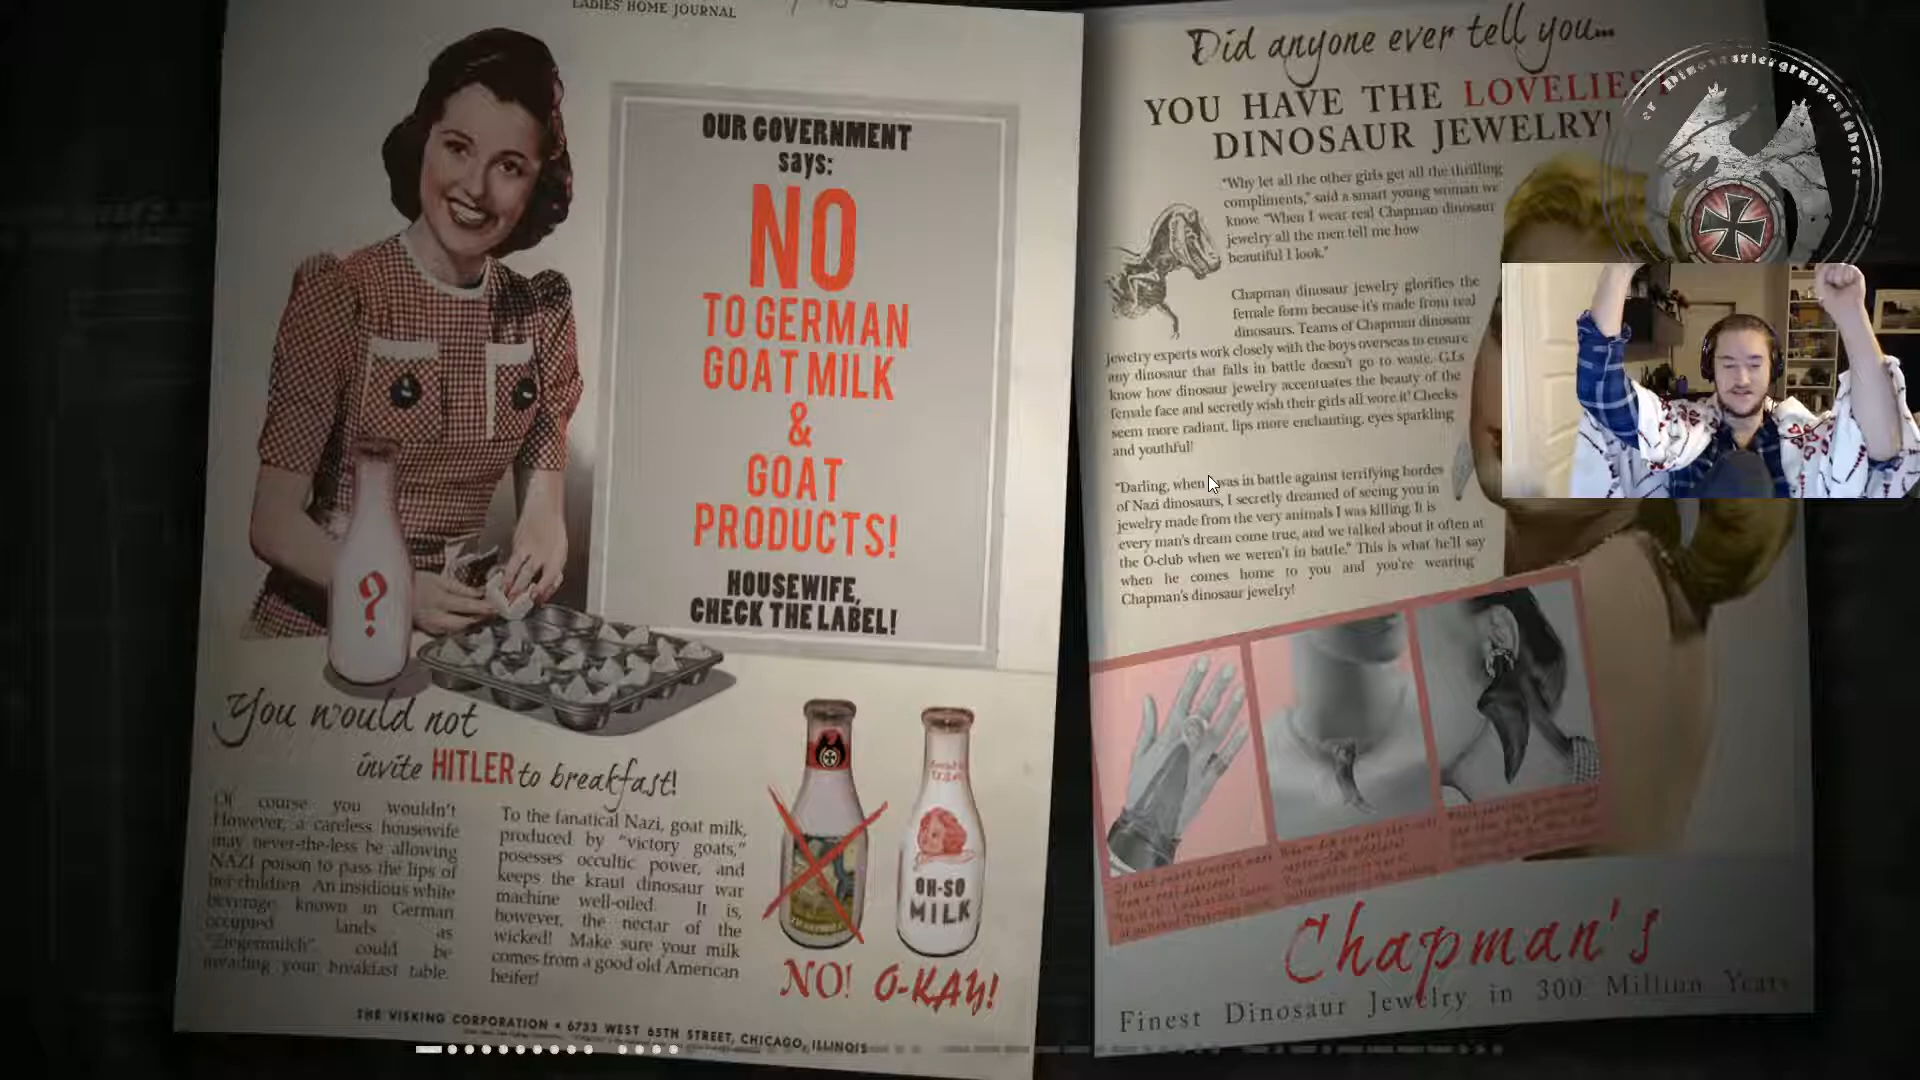 LADIES' HOME JOURNAL
OUR GOVERNMENT
says:
NO
TO GERMAN
GOAT MILK
&
GOAT
PRODUCTS!
HOUSEWIFE,
CHECK THE LABEL!
?
You would not
invite HITLER to breakfast!
Of course you wouldn't
However, a careless housewife
may never-the-less be allowing
NAZI poison to pass the lips of
her children. An insidious white
beverage known in German
occupied lands as
"Ziegenmilch" could be
invading your breakfast table.
To the fanatical Nazi, goat milk,
produced by "victory goats,"
posesses occultic power, and
keeps the kraut dinosaur war
machine well-oiled. It is,
however, the nectar of the
wicked! Make sure your milk
comes from a good old American
heifer!
OH-SO
MILK
NO! O-KAY!
THE VISKING CORPORATION • 6733 WEST 65TH STREET, CHICAGO, ILLINOIS
Did anyone ever tell you...
YOU HAVE THE LOVELIEST
DINOSAUR JEWELRY!
"Why let all the other girls get all the thrilling
compliments," said a smart young woman we
know "When I wear real Chapman dinosaur
jewelry all the men tell me how
beautiful I look."
Chapman dinosaur jewelry glorifies the
female form because it's made from real
dinosaurs. Teams of Chapman dinosaur
jewelry experts work closely with the boys overseas to ensure
any dinosaur that falls in battle doesn't go to waste. G.I.s
know how dinosaur jewelry accentuates the beauty of the
female face and secretly wish their girls all wore it! Checks
seem more radiant, lips more enchanting, eyes sparkling
and youthful!
"Darling, when I was in battle against terrifying hordes
of Nazi dinosaurs, I secretly dreamed of seeing you in
jewelry made from the very animals I was killing. It is
every man's dream come true, and we talked about it often at
the O-club when we weren't in battle." This is what he'll say
when he comes home to you and you're wearing
Chapman's dinosaur jewelry!
Chapman's
Finest Dinosaur Jewelry in 300 Million Years